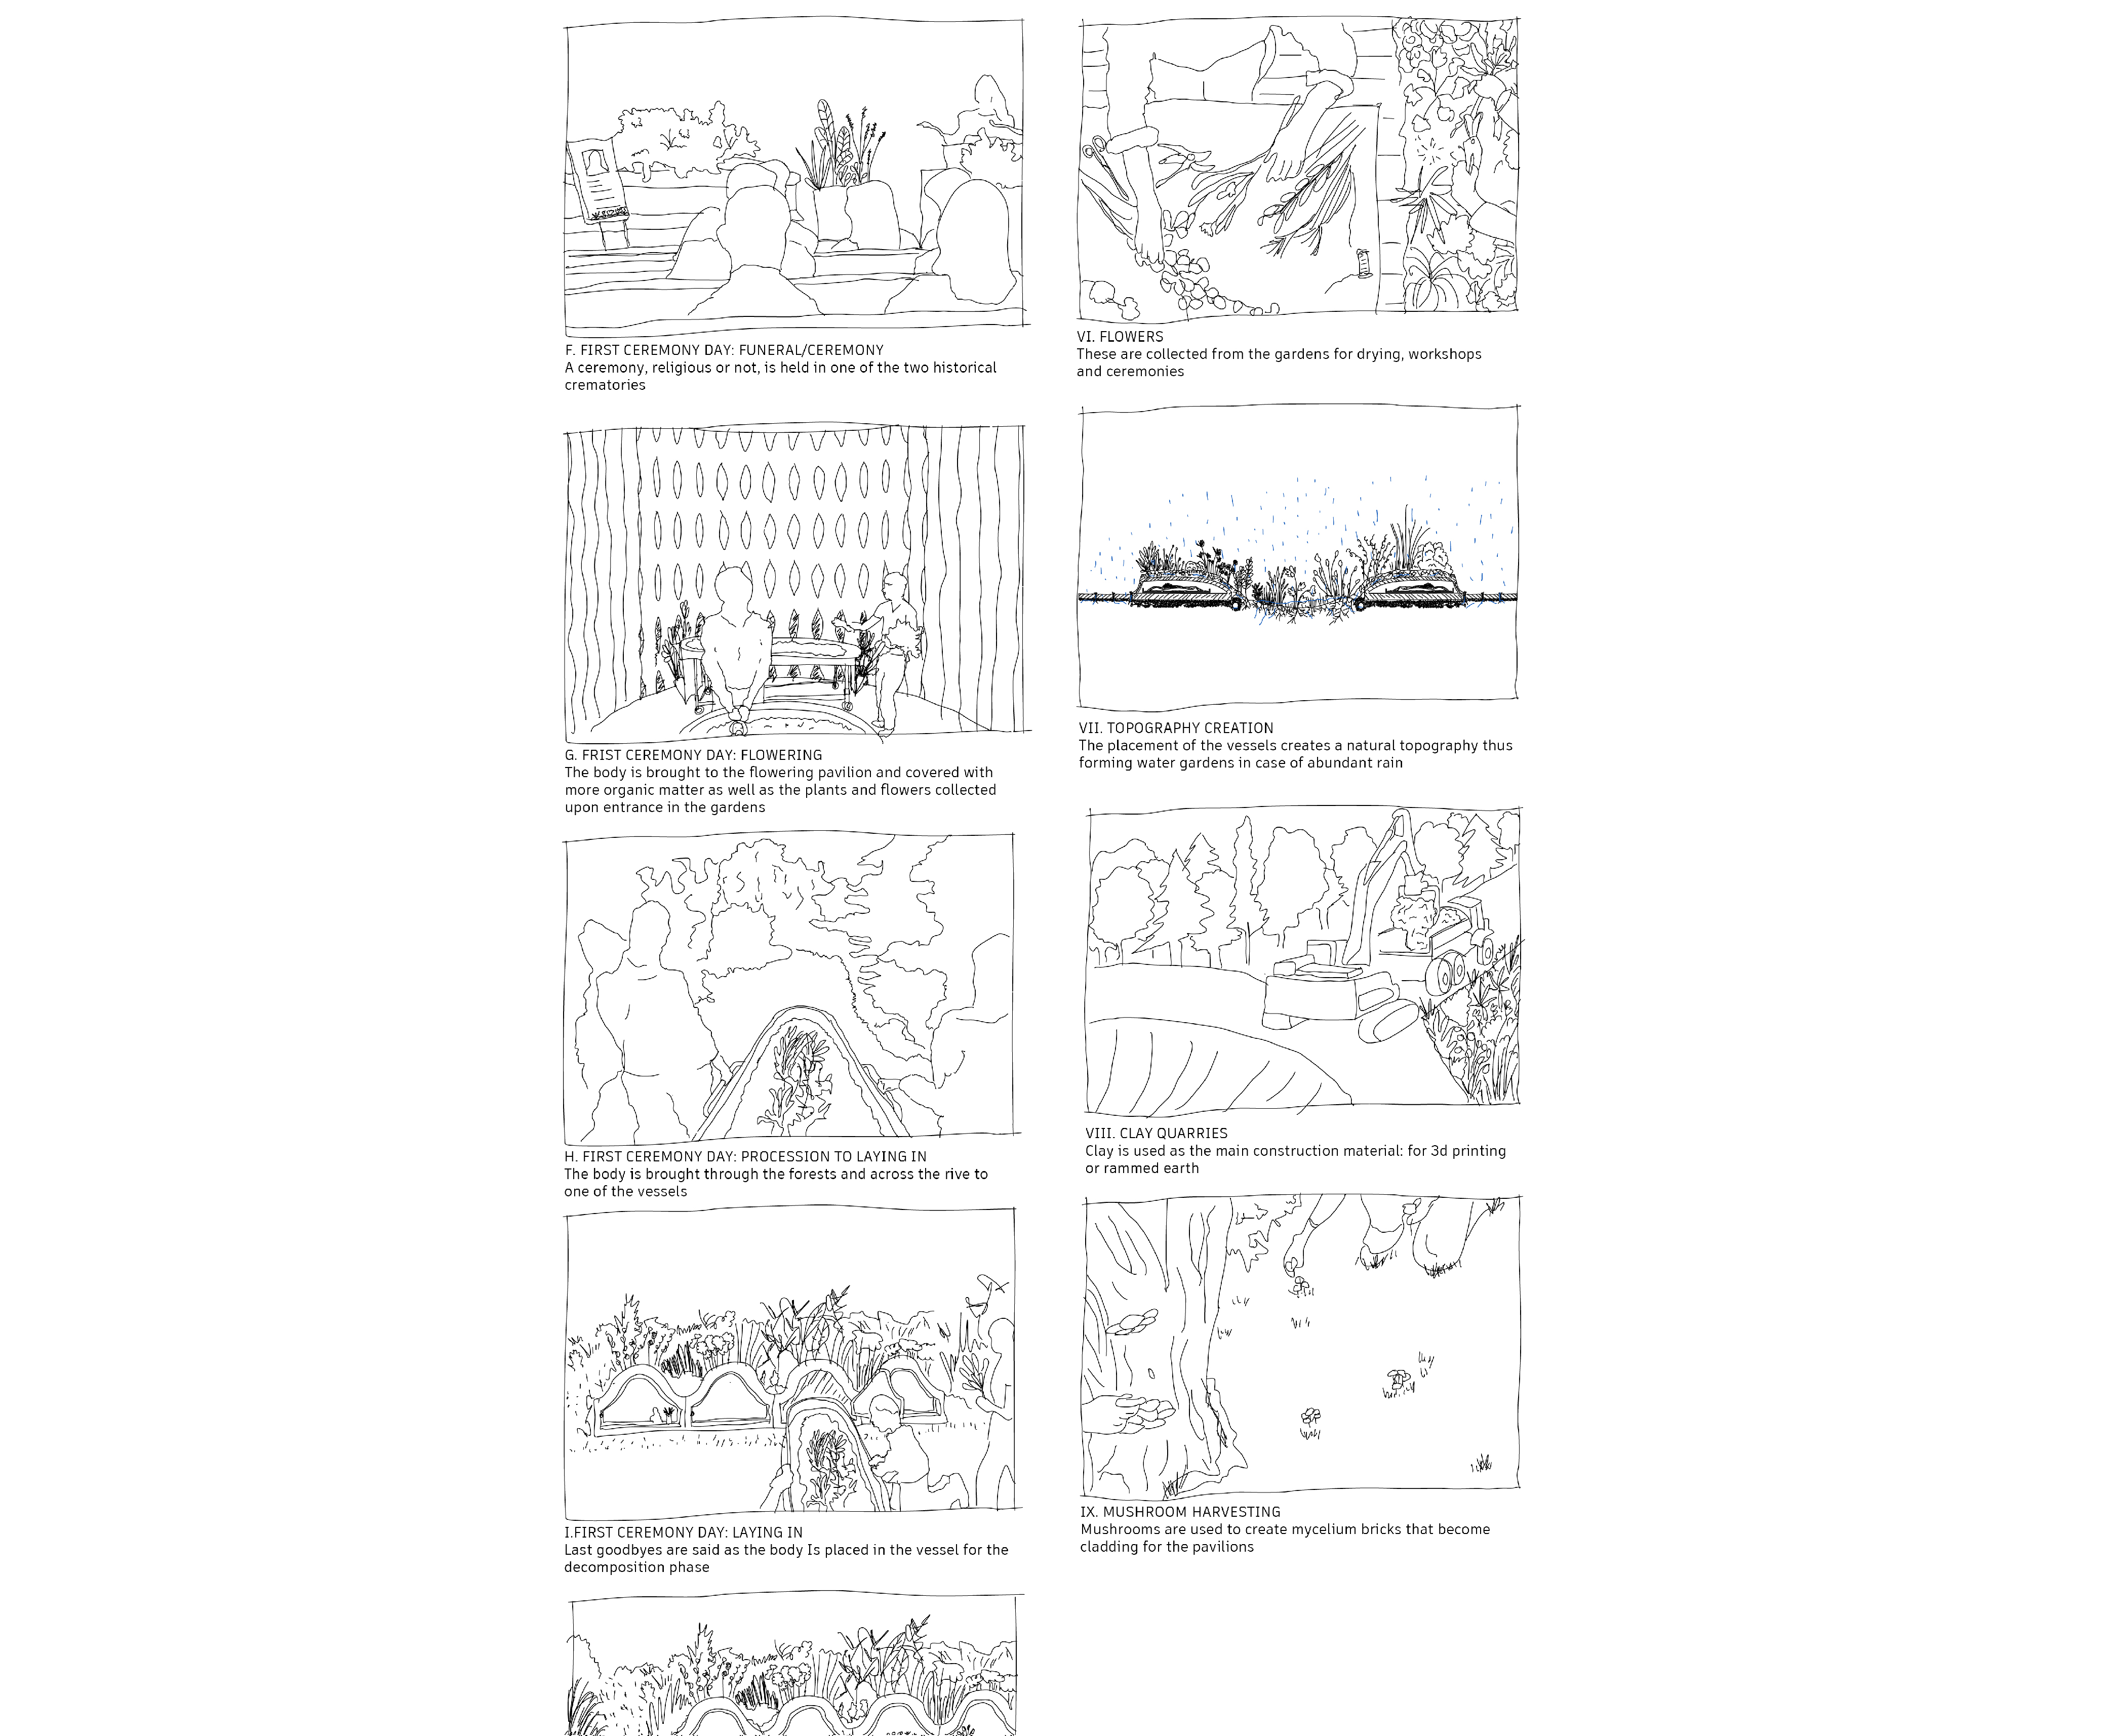 F. FIRST CEREMONY DAY: FUNERAL/CEREMONY
A ceremony, religious or not, is held in one of the two historical
crematories
G. FRIST CEREMONY DAY: FLOWERING
The body is brought to the flowering pavilion and covered with
more organic matter as well as the plants and flowers collected
upon entrance in the gardens
H. FIRST CEREMONY DAY: PROCESSION TO LAYING IN
The body is brought through the forests and across the rive to
one of the vessels
I.FIRST CEREMONY DAY: LAYING IN
Last goodbyes are said as the body Is placed in the vessel for the
decomposition phase
VI. FLOWERS
These are collected from the gardens for drying, workshops
and ceremonies
VII. TOPOGRAPHY CREATION
The placement of the vessels creates a natural topography thus
forming water gardens in case of abundant rain
VIII. CLAY QUARRIES
Clay is used as the main construction material: for 3d printing
or rammed earth
IX. MUSHROOM HARVESTING
Mushrooms are used to create mycelium bricks that become
cladding for the pavilions